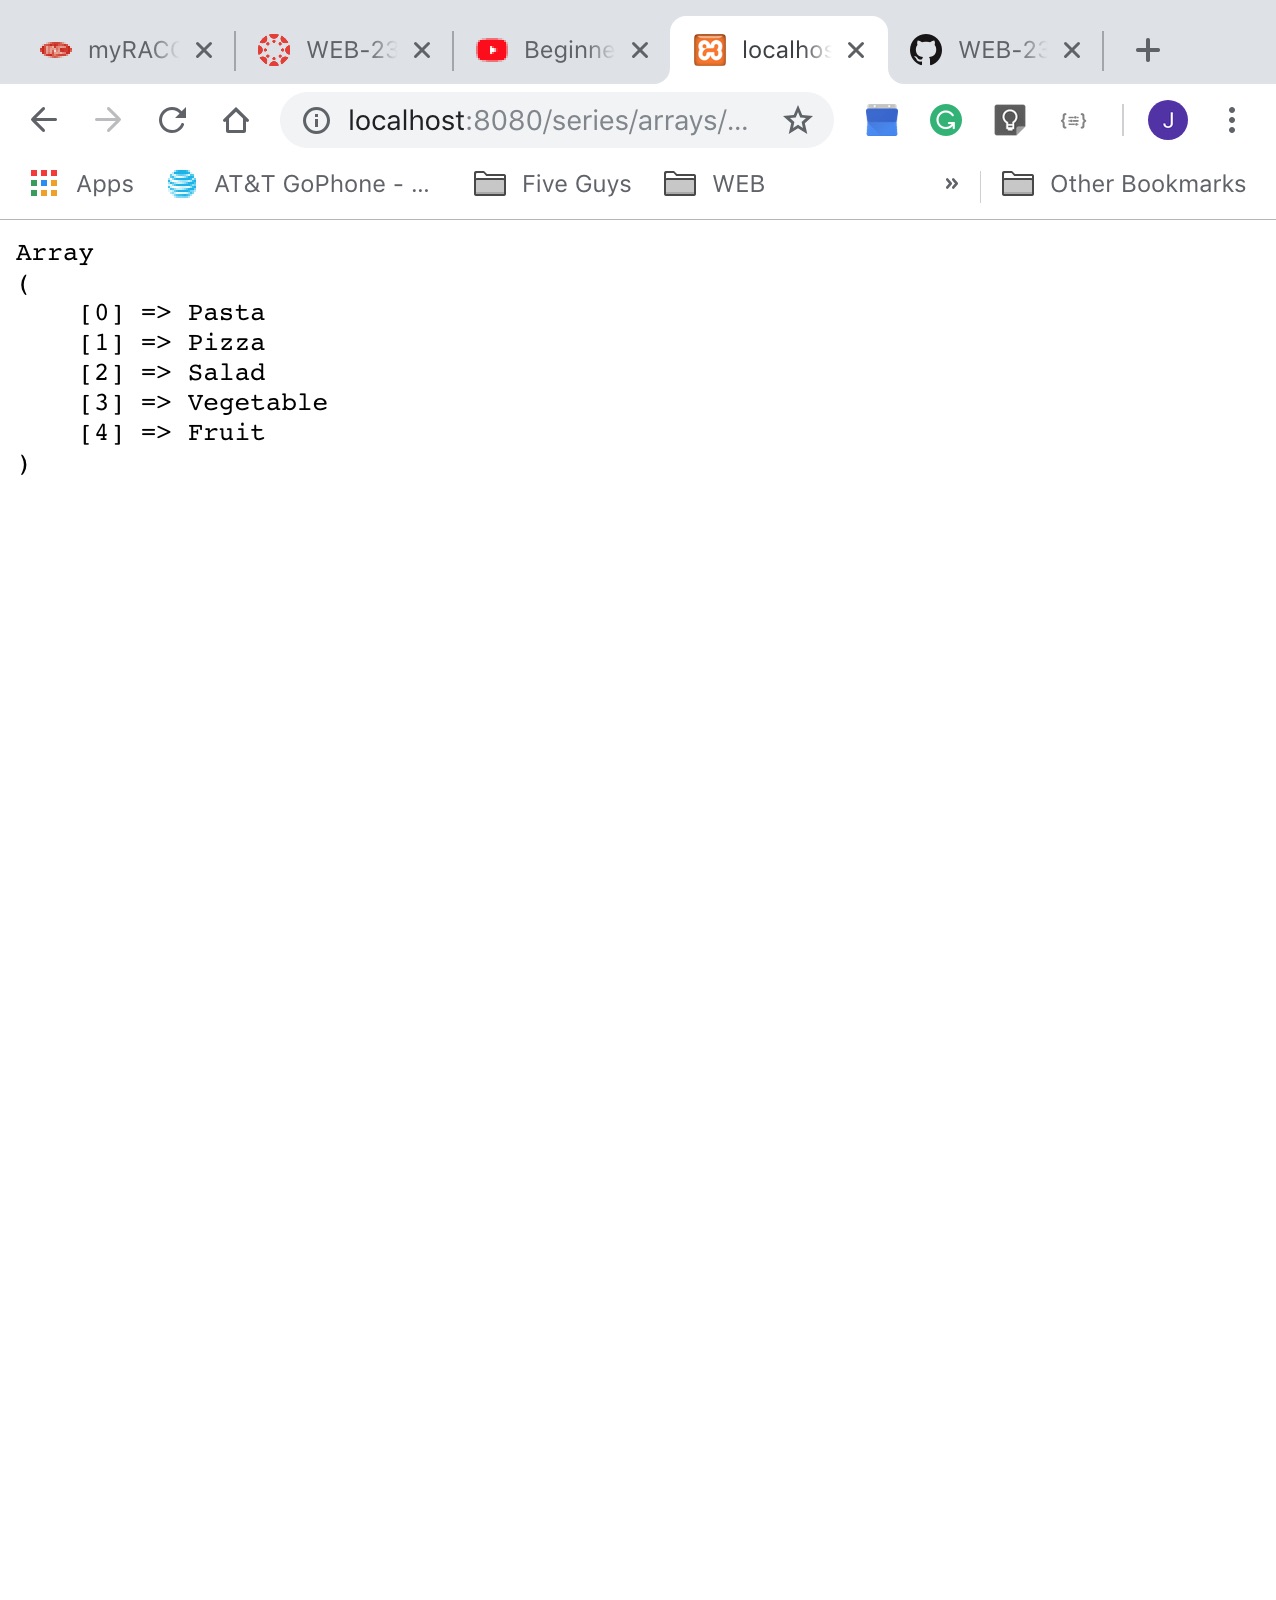 myRACC WEB-23 Beginne localhos WEB-23
localhost:8080/series/arrays/... J
Apps AT&T GoPhone - ... Five Guys WEB » Other Bookmarks
Array
(
[0] => Pasta
[1] => Pizza
[2] => Salad
[3] => Vegetable
[4] => Fruit
)